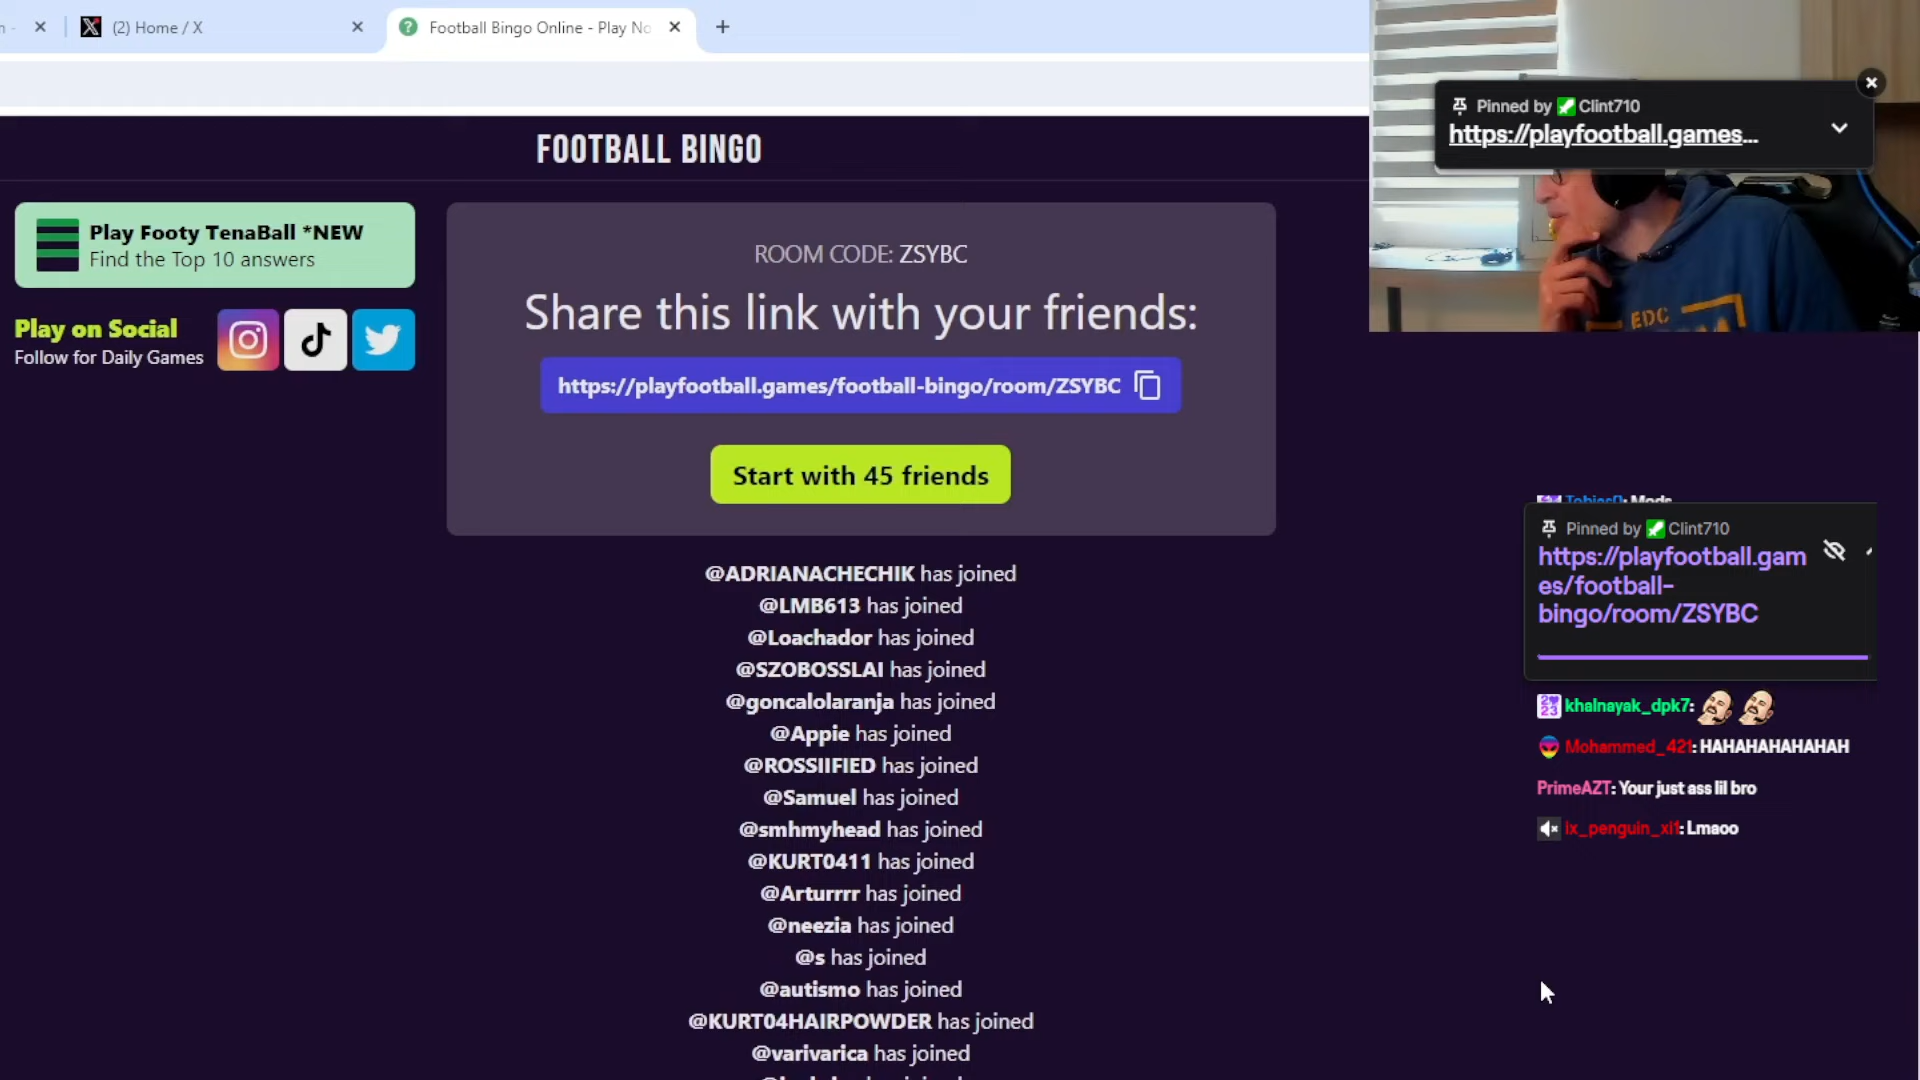 (2) Home / X
Football Bingo Online - Play No
FOOTBALL BINGO
Play Footy TenaBall *NEW
Find the Top 10 answers
Play on Social
Follow for Daily Games
ROOM CODE: ZSYBC
Share this link with your friends:
https://playfootball.games/football-bingo/room/ZSYBC
Start with 45 friends
@ADRIANACHECHIK has joined
@LMB613 has joined
@Loachador has joined
@SZOBOSSLAI has joined
@goncalolaranja has joined
@Appie has joined
@ROSSIIFIED has joined
@Samuel has joined
@smhmyhead has joined
@KURT0411 has joined
@Arturrrr has joined
@neezia has joined
@s has joined
@autismo has joined
@KURT04HAIRPOWDER has joined
@varivarica has joined
Pinned by Clint710
https://playfootball.games...
EDC
Mods
Pinned by Clint710
https://playfootball.gam
es/football-
bingo/room/ZSYBC
khalnayak_dpk7:
Mohammed_421: HAHAHAHAHAHAH
PrimeAZT: Your just ass lil bro
ix_penguin_xi1: Lmaoo